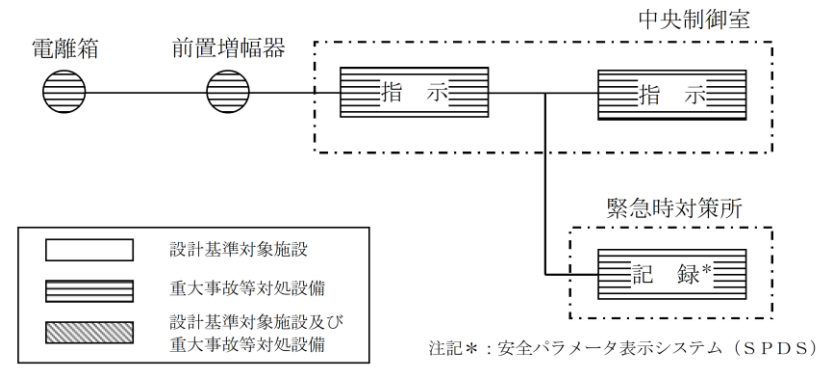 中央制御室
電離箱
前置増幅器
指 示
指 示
緊急時対策所
記 録*
設計基準対象施設
重大事故等対処設備
設計基準対象施設及び
重大事故等対処設備
注記*:安全パラメータ表示システム(SPDS)